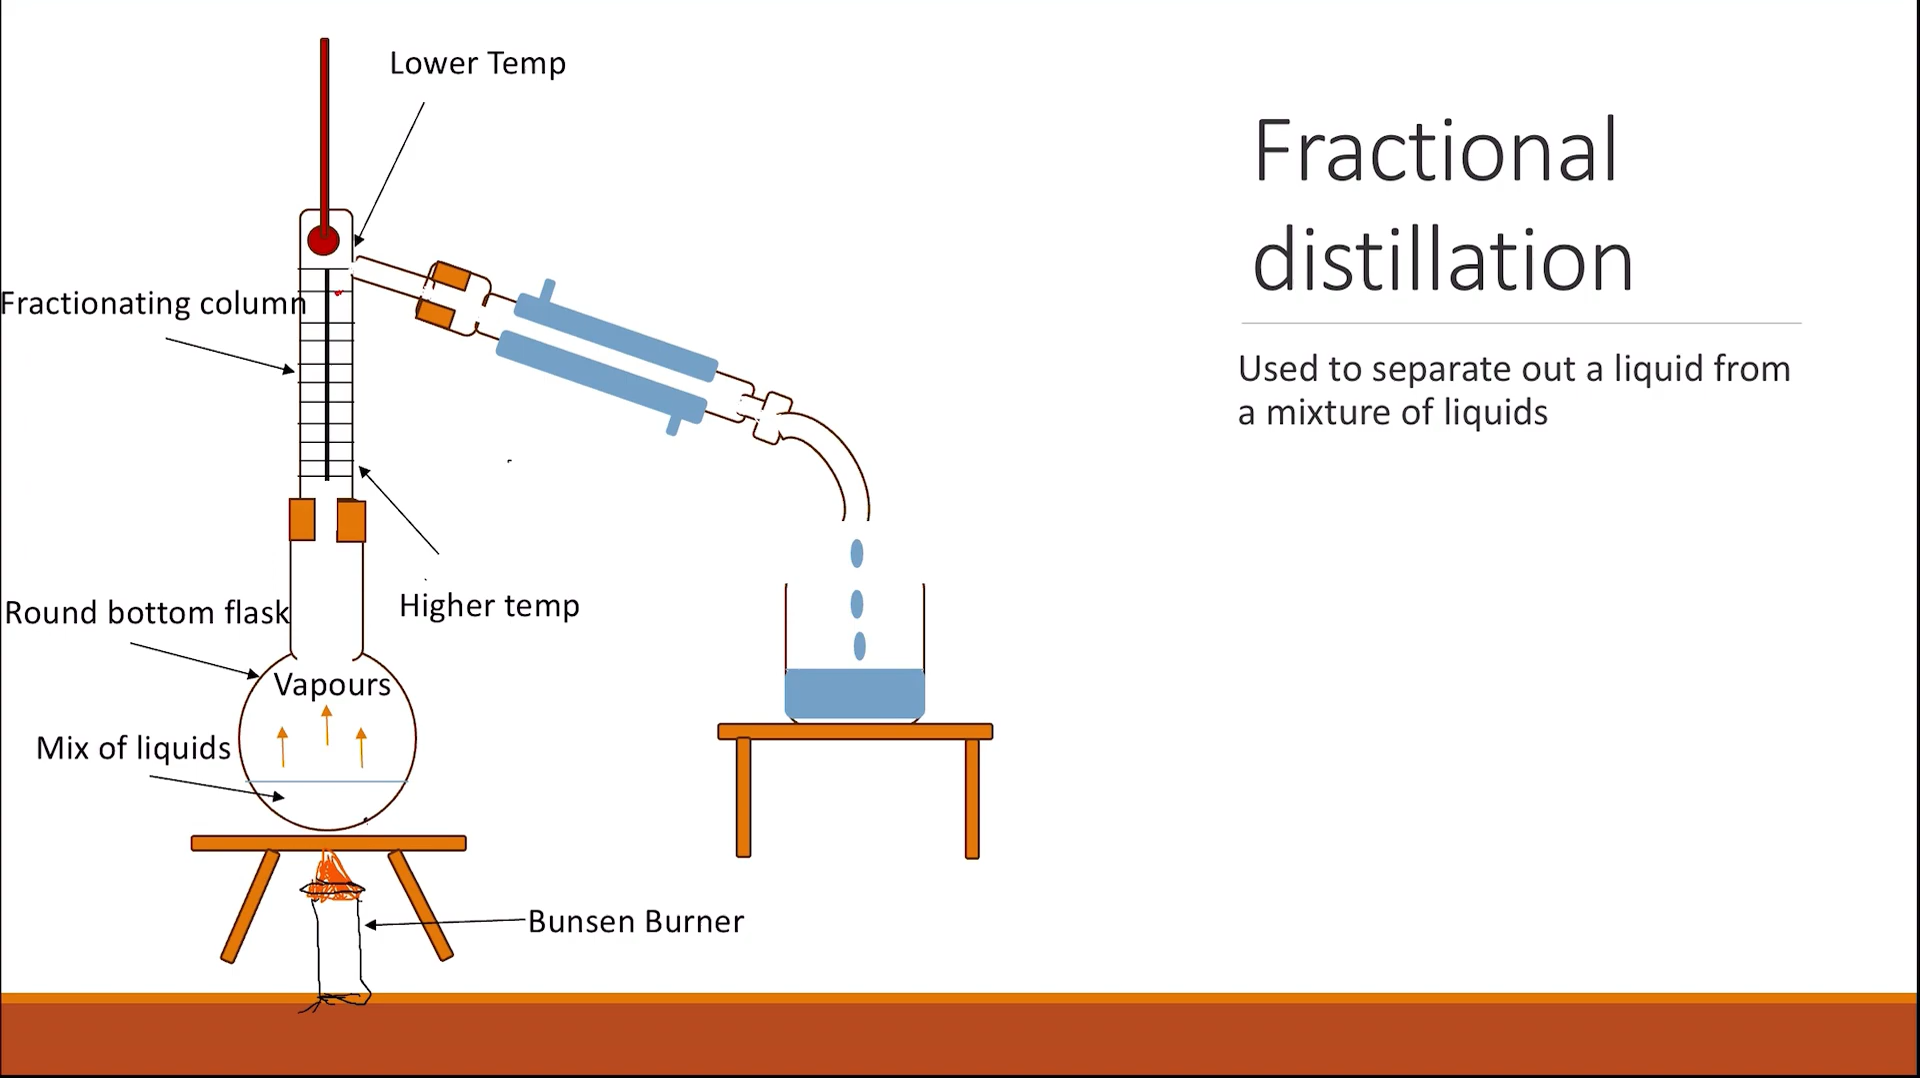 Lower Temp
Fractional
distillation
Fractionating column
Used to separate out a liquid from
a mixture of liquids
Round bottom flask
Higher temp
Vapours
Mix of liquids
Bunsen Burner